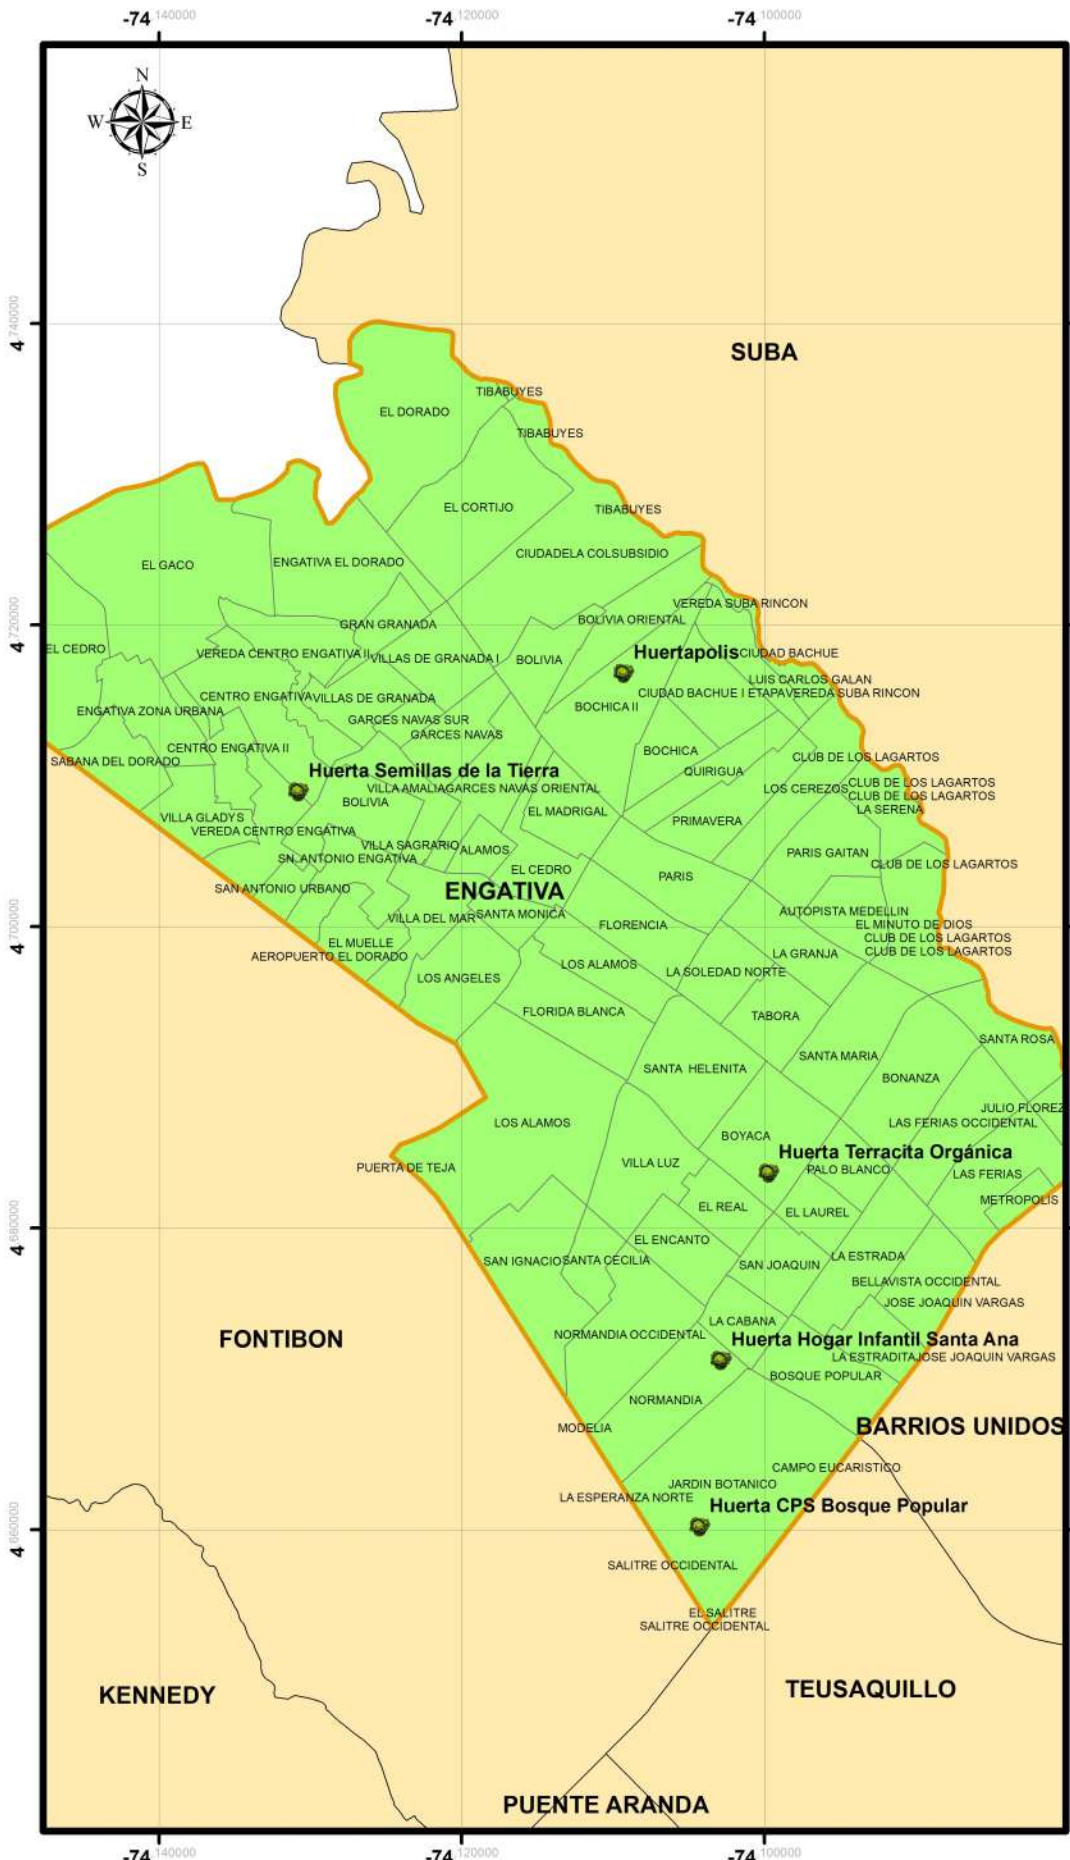 -74.140000 -74.120000 -74.100000
N
W E
S
4.740000
SUBA
TIBABUYES
EL DORADO
TIBABUYES
EL CORTIJO
TIBABUYES
CIUDADELA COLSUBSIDIO
ENGATIVA EL DORADO
EL GACO
VEREDA SUBA RINCON
BOLIVIA ORIENTAL
4.720000
GRAN GRANADA
EL CEDRO
VEREDA CENTRO ENGATIVA II
VILLAS DE GRANADA I
BOLIVIA
Huertapolis
CIUDAD BACHUE
LUIS CARLOS GALAN
CENTRO ENGATIVA
VILLAS DE GRANADA
CIUDAD BACHUE I ETAPA
VEREDA SUBA RINCON
ENGATIVA ZONA URBANA
BOCHICA II
GARCES NAVAS SUR
GARCES NAVAS
CENTRO ENGATIVA II
BOCHICA
CLUB DE LOS LAGARTOS
SABANA DEL DORADO
Huerta Semillas de la Tierra
QUIRIGUA
VILLA AMALIA
GARCES NAVAS ORIENTAL
LOS CEREZOS
CLUB DE LOS LAGARTOS
CLUB DE LOS LAGARTOS
BOLIVIA
LA SERENA
VILLA GLADYS
EL MADRIGAL
PRIMAVERA
VEREDA CENTRO ENGATIVA
VILLA SAGRARIO
ALAMOS
PARIS GAITAN
SN. ANTONIO ENGATIVA
CLUB DE LOS LAGARTOS
EL CEDRO
PARIS
SAN ANTONIO URBANO
ENGATIVA
VILLA DEL MAR
SANTA MONICA
AUTOPISTA MEDELLIN
4.700000
FLORENCIA
EL MINUTO DE DIOS
CLUB DE LOS LAGARTOS
EL MUELLE
CLUB DE LOS LAGARTOS
AEROPUERTO EL DORADO
LA GRANJA
LOS ALAMOS
LA SOLEDAD NORTE
LOS ANGELES
FLORIDA BLANCA
TABORA
SANTA ROSA
SANTA MARIA
SANTA HELENITA
BONANZA
JULIO FLOREZ
LOS ALAMOS
LAS FERIAS OCCIDENTAL
BOYACA
Huerta Terracita Orgánica
VILLA LUZ
PUERTA DE TEJA
PALO BLANCO
LAS FERIAS
METROPOLIS
EL REAL
EL LAUREL
4.680000
EL ENCANTO
SAN IGNACIO
SANTA CECILIA
SAN JOAQUIN
LA ESTRADA
BELLAVISTA OCCIDENTAL
JOSE JOAQUIN VARGAS
LA CABANA
FONTIBON
NORMANDIA OCCIDENTAL
Huerta Hogar Infantil Santa Ana
LA ESTRADITA
JOSE JOAQUIN VARGAS
BOSQUE POPULAR
NORMANDIA
MODELIA
BARRIOS UNIDOS
CAMPO EUCARISTICO
JARDIN BOTANICO
LA ESPERANZA NORTE
Huerta CPS Bosque Popular
4.660000
SALITRE OCCIDENTAL
EL SALITRE
SALITRE OCCIDENTAL
KENNEDY
TEUSAQUILLO
PUENTE ARANDA
-74.140000 -74.120000 -74.100000